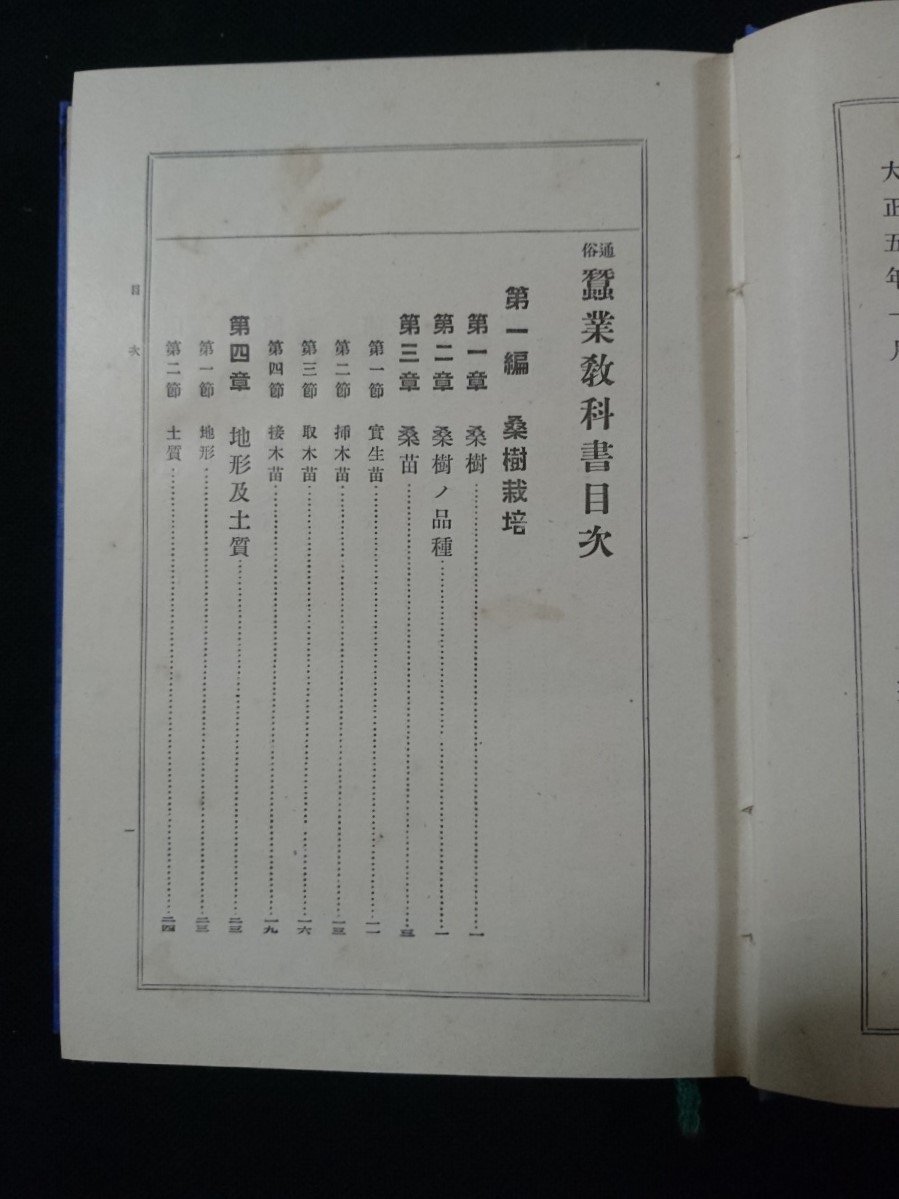 大正五年
通俗 蠶業敎科書目次
第一編 桑樹栽培
第一章 桑樹……一
第二章 桑樹ノ品種……一
第三章 桑苗……三
第一節 實生苗……一一
第二節 挿木苗……一三
第三節 取木苗……一六
第四節 接木苗……一九
第四章 地形及土質……二三
第一節 地形……二三
第二節 土質……二四
目次
一